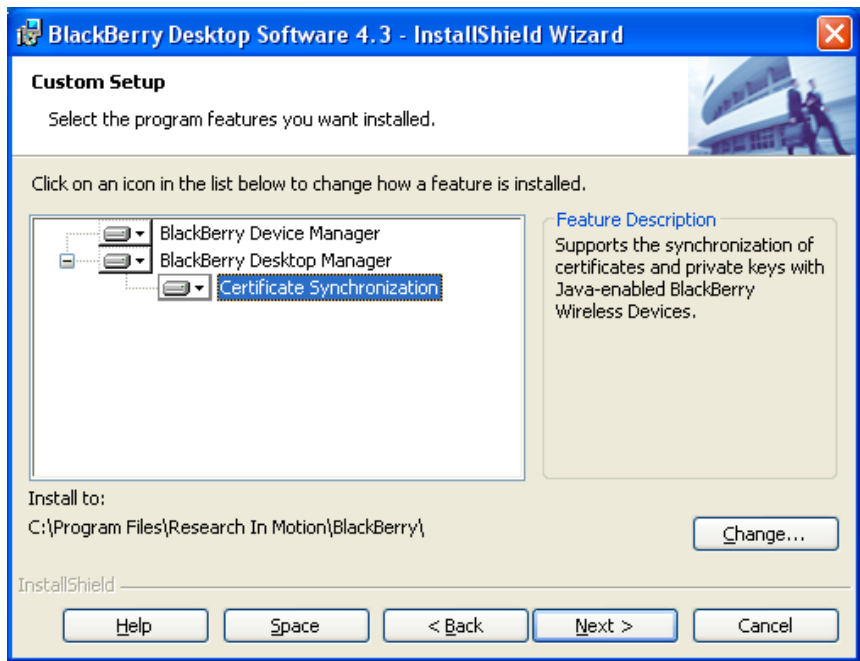 BlackBerry Desktop Software 4.3 - InstallShield Wizard
Custom Setup
Select the program features you want installed.
Click on an icon in the list below to change how a feature is installed.
BlackBerry Device Manager
BlackBerry Desktop Manager
Certificate Synchronization
Feature Description
Supports the synchronization of
certificates and private keys with
Java-enabled BlackBerry
Wireless Devices.
Install to:
C:\Program Files\Research In Motion\BlackBerry\
Change...
InstallShield
Help
Space
< Back
Next >
Cancel